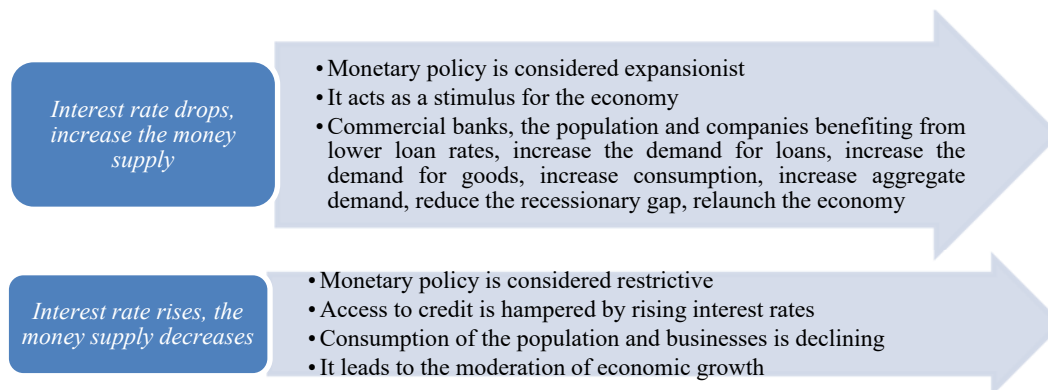 Interest rate drops,
increase the money
supply
• Monetary policy is considered expansionist
• It acts as a stimulus for the economy
• Commercial banks, the population and companies benefiting from
lower loan rates, increase the demand for loans, increase the
demand for goods, increase consumption, increase aggregate
demand, reduce the recessionary gap, relaunch the economy
Interest rate rises, the
money supply decreases
• Monetary policy is considered restrictive
• Access to credit is hampered by rising interest rates
• Consumption of the population and businesses is declining
• It leads to the moderation of economic growth